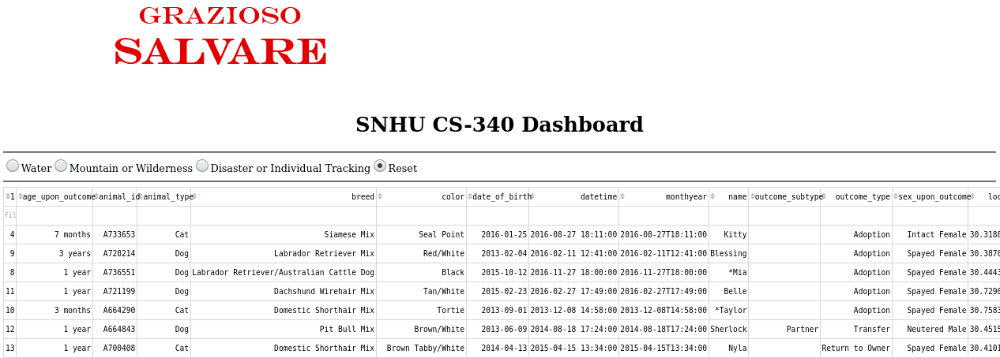 GRAZIOSO
SALVARE
SNHU CS-340 Dashboard
Water Mountain or Wilderness Disaster or Individual Tracking Reset
1 age_upon_outcome animal_id animal_type breed color date_of_birth datetime monthyear name outcome_subtype outcome_type sex_upon_outcome loc
fil
4 7 months A733653 Cat Siamese Mix Seal Point 2016-01-25 2016-08-27 18:11:00 2016-08-27T18:11:00 Kitty Adoption Intact Female 30.3188
9 3 years A720214 Dog Labrador Retriever Mix Red/White 2013-02-04 2016-02-11 12:41:00 2016-02-11T12:41:00 Blessing Adoption Spayed Female 30.3870
8 1 year A736551 Dog Labrador Retriever/Australian Cattle Dog Black 2015-10-12 2016-11-27 18:00:00 2016-11-27T18:00:00 *Mia Adoption Spayed Female 30.4443
11 1 year A721199 Dog Dachshund Wirehair Mix Tan/White 2015-02-23 2016-02-27 17:49:00 2016-02-27T17:49:00 Belle Adoption Spayed Female 30.7290
10 3 months A664290 Cat Domestic Shorthair Mix Tortie 2013-09-01 2013-12-08 14:58:00 2013-12-08T14:58:00 *Taylor Adoption Spayed Female 30.7583
12 1 year A664843 Dog Pit Bull Mix Brown/White 2013-06-09 2014-08-18 17:24:00 2014-08-18T17:24:00 Sherlock Partner Transfer Neutered Male 30.4515
13 1 year A700408 Cat Domestic Shorthair Mix Brown Tabby/White 2014-04-13 2015-04-15 13:34:00 2015-04-15T13:34:00 Nyla Return to Owner Spayed Female 30.4101